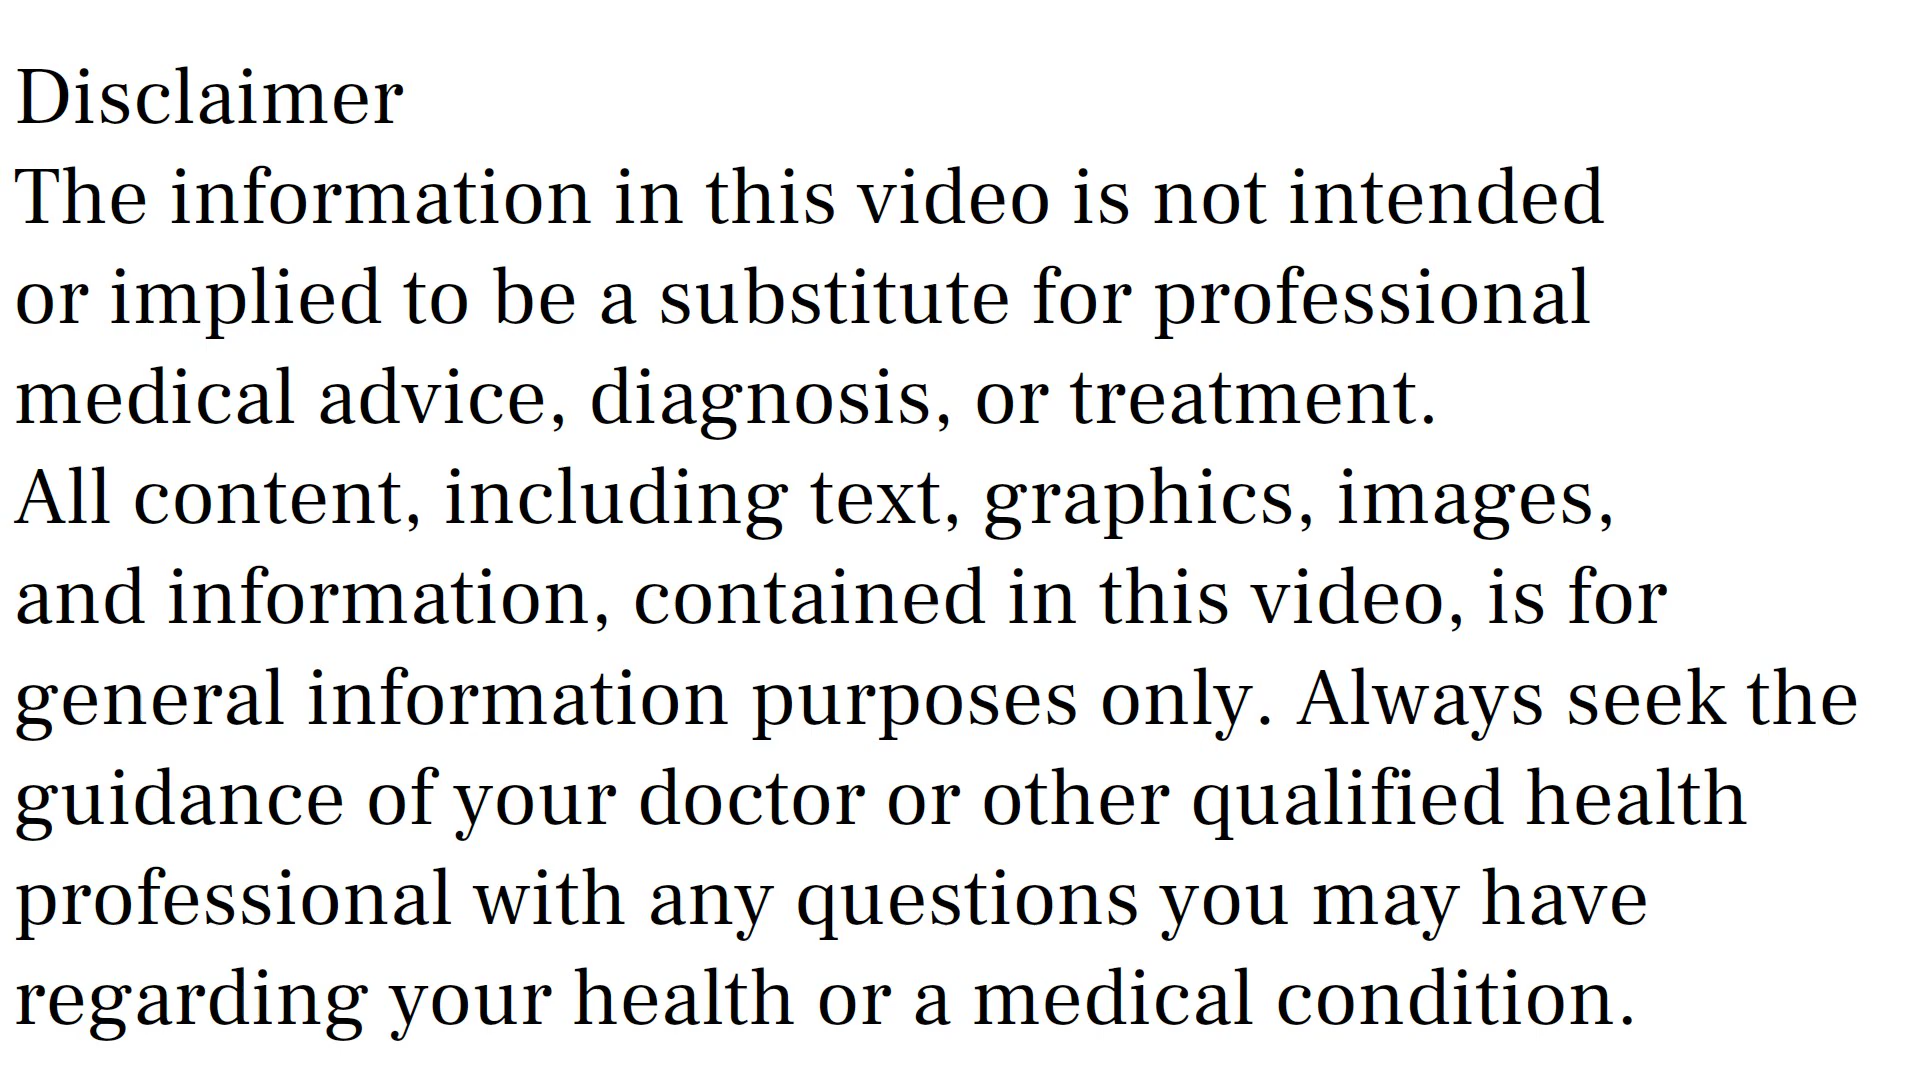 Disclaimer
The information in this video is not intended
or implied to be a substitute for professional
medical advice, diagnosis, or treatment.
All content, including text, graphics, images,
and information, contained in this video, is for
general information purposes only. Always seek the
guidance of your doctor or other qualified health
professional with any questions you may have
regarding your health or a medical condition.